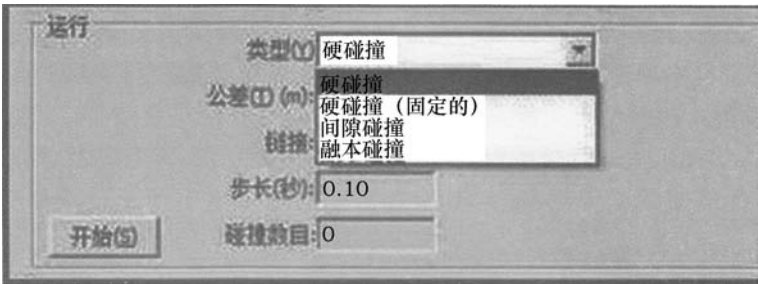 运行
类型(Y) 硬碰撞
硬碰撞
公差(T) (m):
硬碰撞（固定的）
间隙碰撞
链接:
融本碰撞
步长(秒): 0.10
开始(S)
碰撞数目: 0